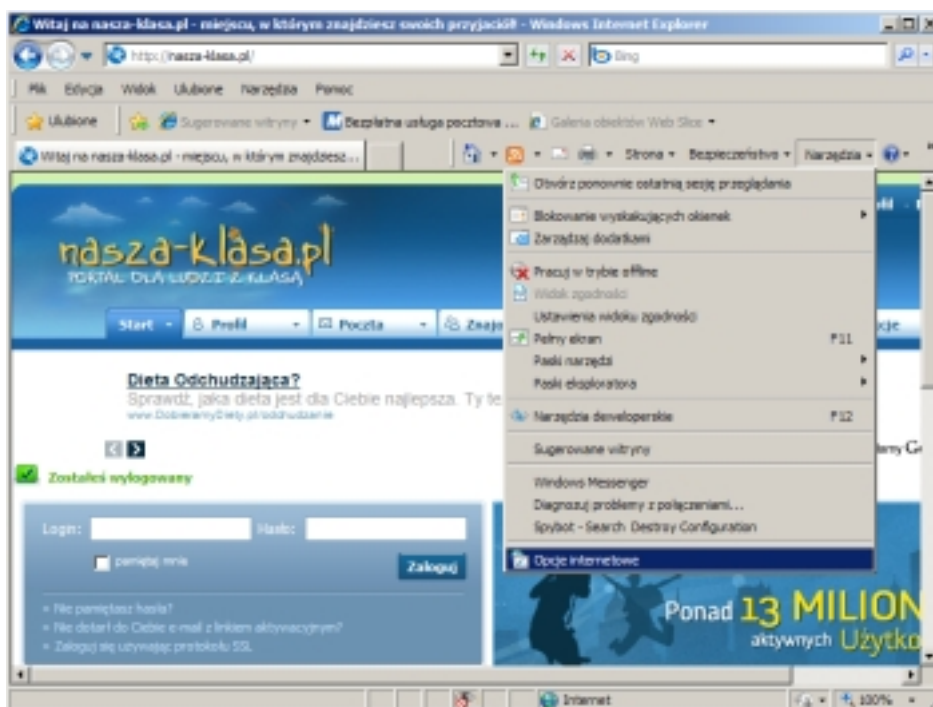 Witaj na nasza-klasa.pl - miejscu, w którym znajdziesz swoich przyjaciół! - Windows Internet Explorer
http://nasza-klasa.pl/
Bing
Plik Edycja Widok Ulubione Narzędzia Pomoc
Ulubione Sugerowane witryny Bezpłatna usługa pocztowa ... Galeria obiektów Web Slice
Witaj na nasza-klasa.pl - miejscu, w którym znajdziesz...
Strona Bezpieczeństwo Narzędzia
Otwórz ponownie ostatnią sesję przeglądania
Blokowanie wyskakujących okienek
Zarządzaj dodatkami
Pracuj w trybie offline
Widok zgodności
Ustawienia widoku zgodności
Pełny ekran F11
Paski narzędzi
Paski eksploratora
Narzędzia deweloperskie F12
Sugerowane witryny
Windows Messenger
Diagnozuj problemy z połączeniami...
Spybot - Search Destroy Configuration
Opcje internetowe
nasza-klasa.pl
PORTAL DLA LUDZI Z KLASĄ
Start Profil Poczta Znajo
Dieta Odchudzająca?
Sprawdź, jaka dieta jest dla Ciebie najlepsza. Ty te
www.DobieramyDiety.pl/odchudzanie
Zostałeś wylogowany
Login: Hasło:
pamiętaj mnie
Zaloguj
» Nie pamiętasz hasła?
» Nie dotarł do Ciebie e-mail z linkiem aktywacyjnym?
» Zaloguj się używając protokołu SSL
Ponad 13 MILION
aktywnych Użytko
Internet 100%